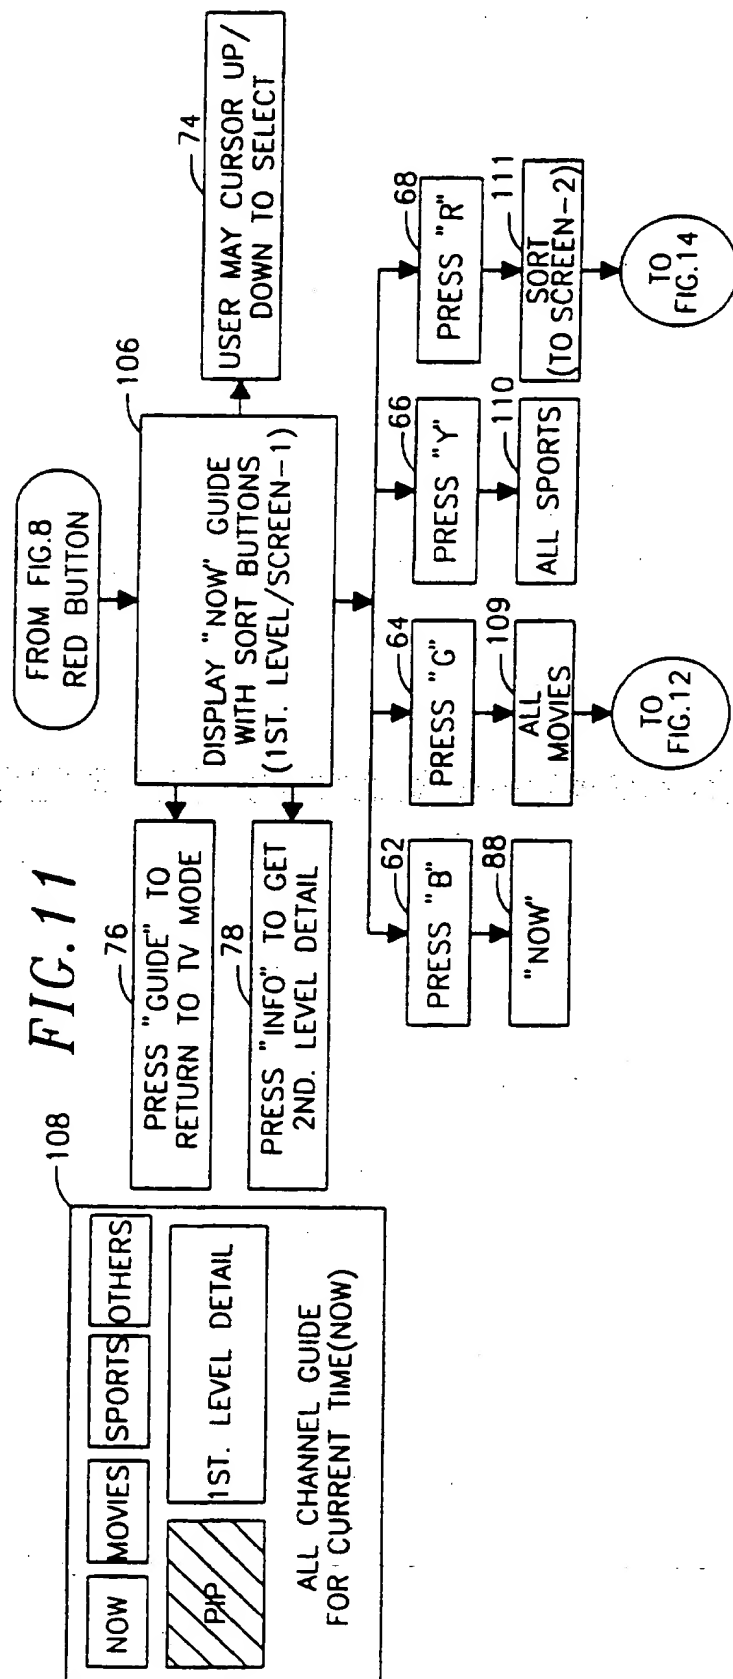 FIG.11
108
NOW
MOVIES
SPORTS
OTHERS
PIP
1ST. LEVEL DETAIL
ALL CHANNEL GUIDE
FOR CURRENT TIME(NOW)
FROM FIG.8
RED BUTTON
106
DISPLAY "NOW" GUIDE
WITH SORT BUTTONS
(1ST. LEVEL/SCREEN-1)
76
PRESS "GUIDE" TO
RETURN TO TV MODE
78
PRESS "INFO" TO GET
2ND. LEVEL DETAIL
74
USER MAY CURSOR UP/
DOWN TO SELECT
62
PRESS "B"
88
"NOW"
64
PRESS "G"
109
ALL
MOVIES
TO
FIG.12
66
PRESS "Y"
110
ALL SPORTS
68
PRESS "R"
111
SORT
(TO SCREEN-2)
TO
FIG.14